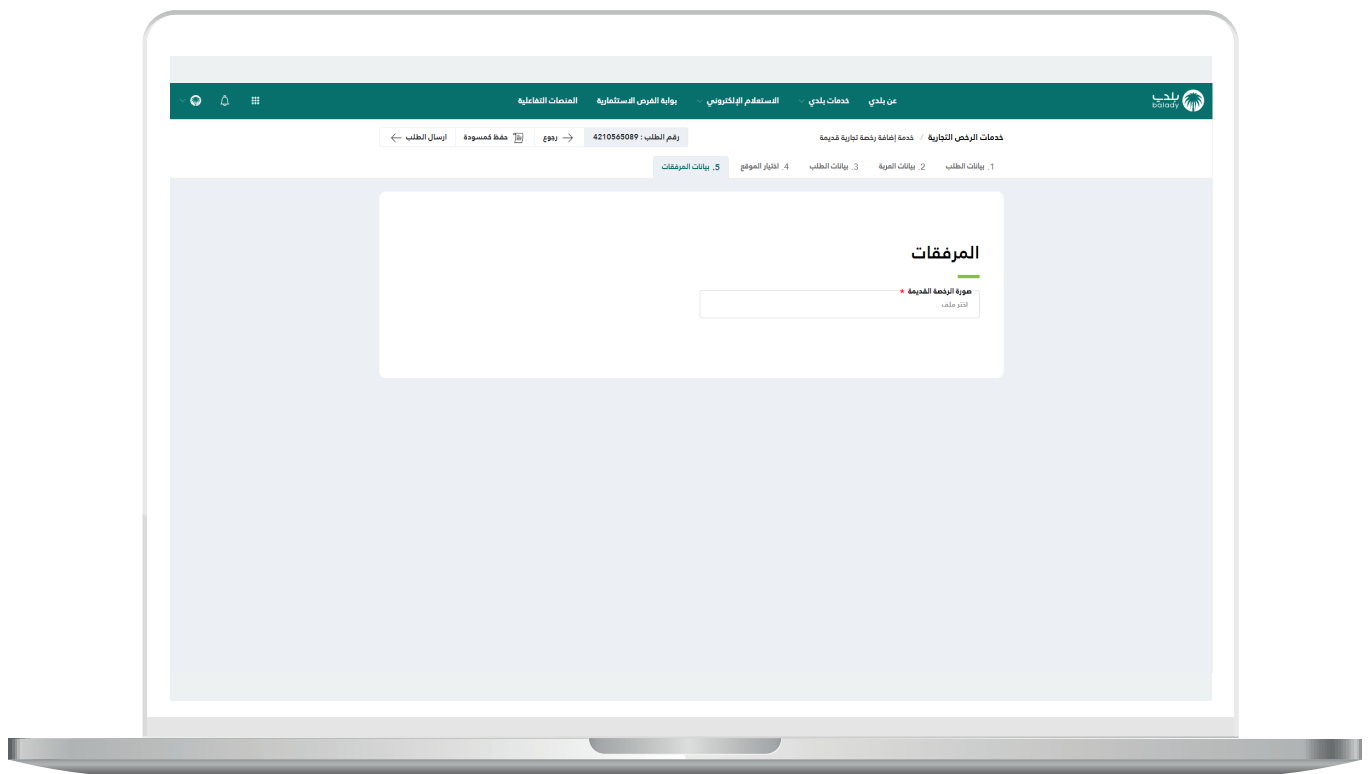 بلدي
balady
عن بلدي خدمات بلدي الاستعلام الإلكتروني بوابة الفرص الاستثمارية المنصات التفاعلية
خدمات الرخص التجارية / خدمة إضافة رخصة تجارية قديمة
رقم الطلب : 4210565089 رجوع حفظ كمسودة ارسال الطلب
1. بيانات الطلب 2. بيانات العربة 3. بيانات الطلب 4. اختيار الموقع 5. بيانات المرفقات
المرفقات
صورة الرخصة القديمة *
اختر ملف